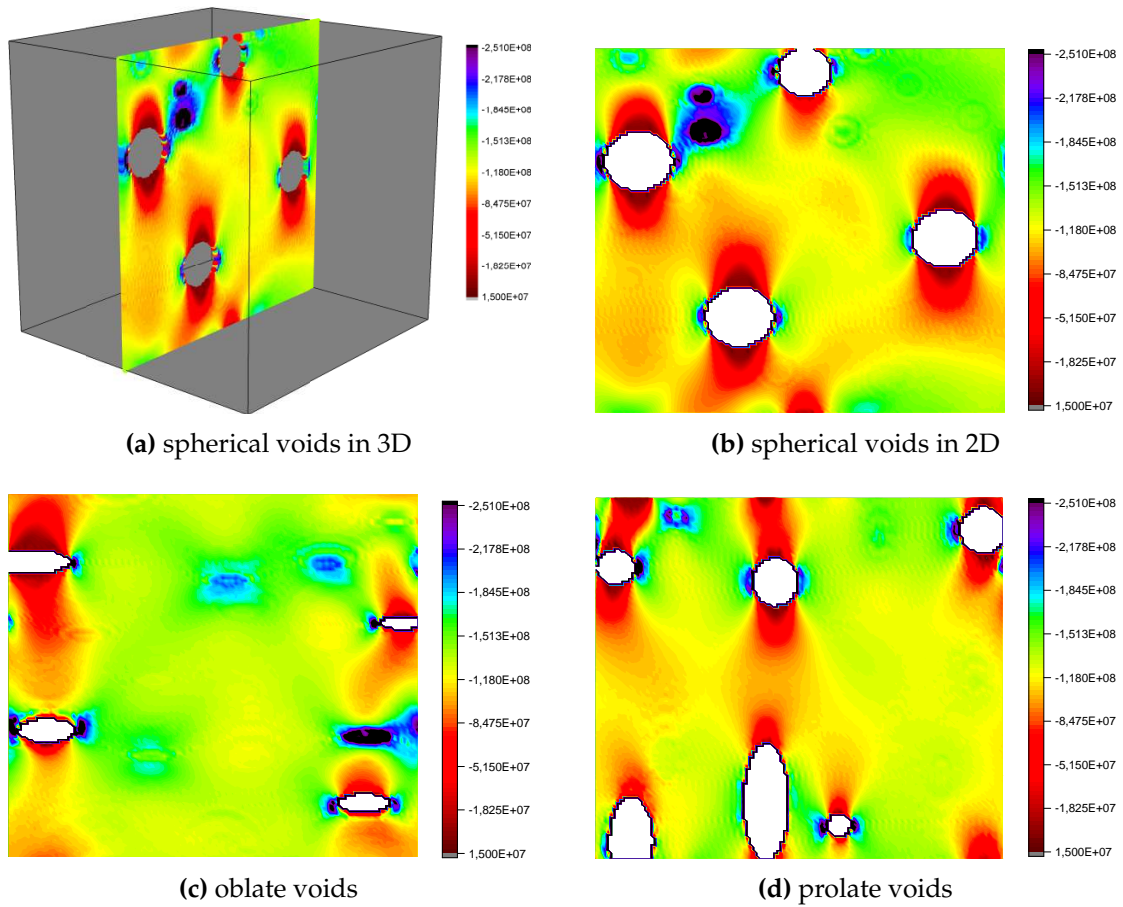 -2,510E+08
-2,178E+08
-1,845E+08
-1,513E+08
-1,180E+08
-8,475E+07
-5,150E+07
-1,825E+07
1,500E+07
(a) spherical voids in 3D
-2,510E+08
-2,178E+08
-1,845E+08
-1,513E+08
-1,180E+08
-8,475E+07
-5,150E+07
-1,825E+07
1,500E+07
(b) spherical voids in 2D
-2,510E+08
-2,178E+08
-1,845E+08
-1,513E+08
-1,180E+08
-8,475E+07
-5,150E+07
-1,825E+07
1,500E+07
(c) oblate voids
-2,510E+08
-2,178E+08
-1,845E+08
-1,513E+08
-1,180E+08
-8,475E+07
-5,150E+07
-1,825E+07
1,500E+07
(d) prolate voids